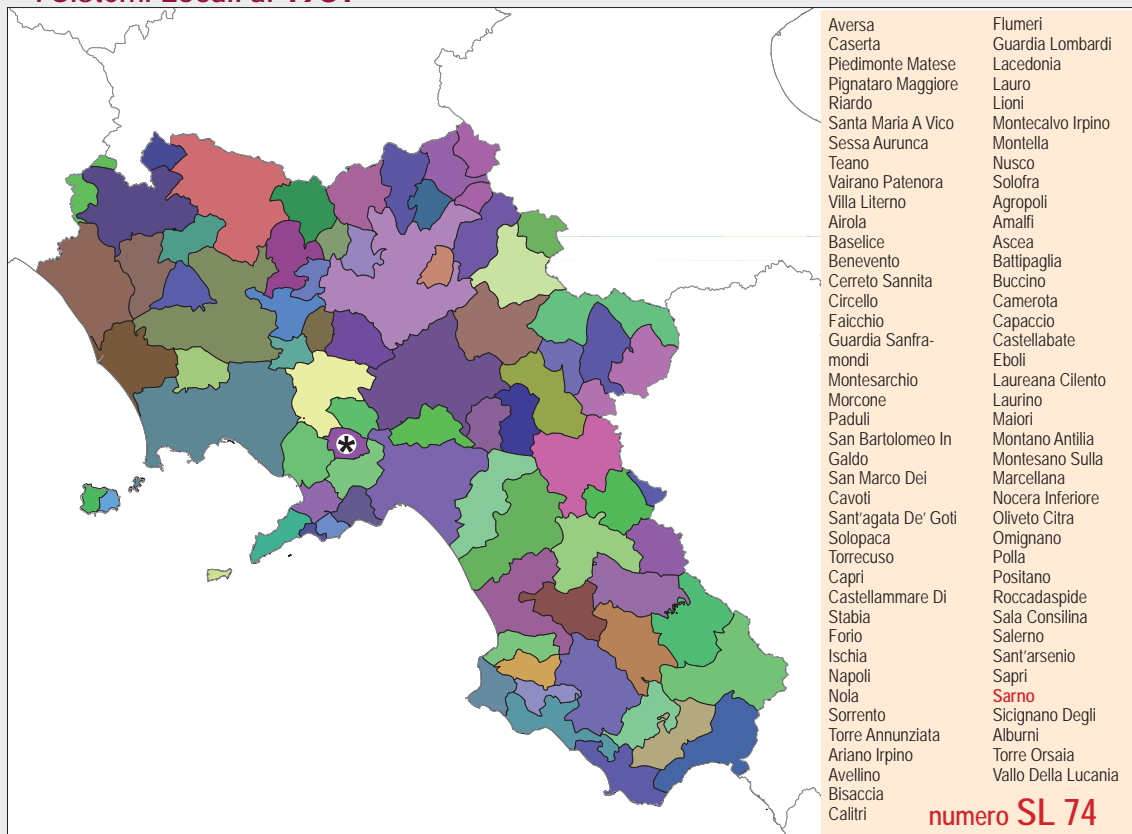 Aversa
Caserta
Piedimonte Matese
Pignataro Maggiore
Riardo
Santa Maria A Vico
Sessa Aurunca
Teano
Vairano Patenora
Villa Literno
Airola
Baselice
Benevento
Cerreto Sannita
Circello
Faicchio
Guardia Sanfra-
mondi
Montesarchio
Morcone
Paduli
San Bartolomeo In
Galdo
San Marco Dei
Cavoti
Sant'agata De' Goti
Solopaca
Torrecuso
Capri
Castellammare Di
Stabia
Forio
Ischia
Napoli
Nola
Sorrento
Torre Annunziata
Ariano Irpino
Avellino
Bisaccia
Calitri
Flumeri
Guardia Lombardi
Lacedonia
Lauro
Lioni
Montecalvo Irpino
Montella
Nusco
Solofra
Agropoli
Amalfi
Ascea
Battipaglia
Buccino
Camerota
Capaccio
Castellabate
Eboli
Laureana Cilento
Laurino
Maiori
Montano Antilia
Montesano Sulla
Marcellana
Nocera Inferiore
Oliveto Citra
Omignano
Polla
Positano
Roccadaspide
Sala Consilina
Salerno
Sant'arsenio
Sapri
Sarno
Sicignano Degli
Alburni
Torre Orsaia
Vallo Della Lucania
numero SL 74